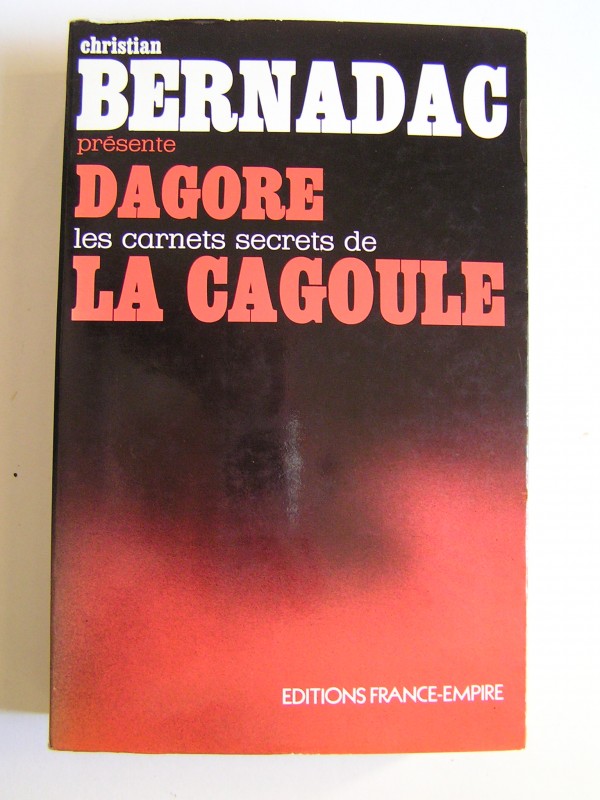 christian
BERNADAC
présente
DAGORE
les carnets secrets de
LA CAGOULE
EDITIONS FRANCE-EMPIRE